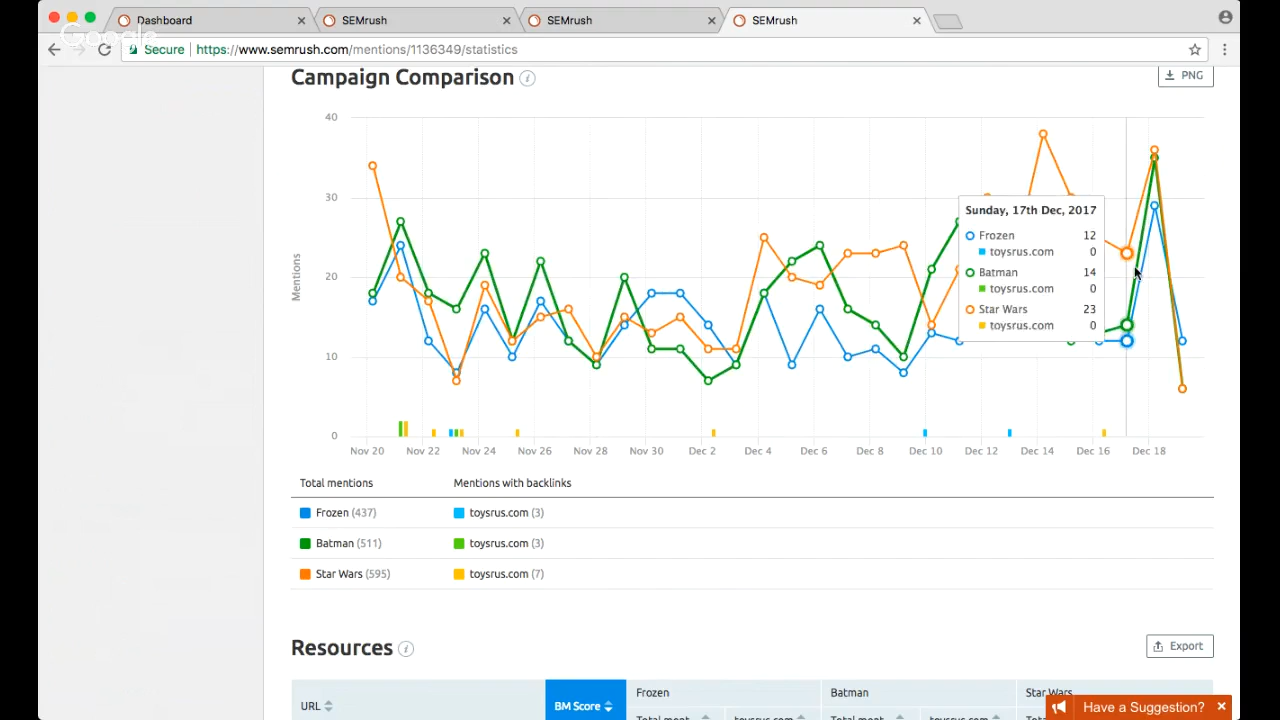 Dashboard
SEMrush
SEMrush
SEMrush
Google
Secure
https://www.semrush.com/mentions/1136349/statistics
Campaign Comparison
PNG
40
30
20
10
0
Mentions
Sunday, 17th Dec, 2017
Frozen 12
toysrus.com 0
Batman 14
toysrus.com 0
Star Wars 23
toysrus.com 0
Nov 20 Nov 22 Nov 24 Nov 26 Nov 28 Nov 30 Dec 2 Dec 4 Dec 6 Dec 8 Dec 10 Dec 12 Dec 14 Dec 16 Dec 18
Total mentions Mentions with backlinks
Frozen (437) toysrus.com (3)
Batman (511) toysrus.com (3)
Star Wars (595) toysrus.com (7)
Resources
Export
Frozen Batman Star Wars
URL BM Score
Have a Suggestion?